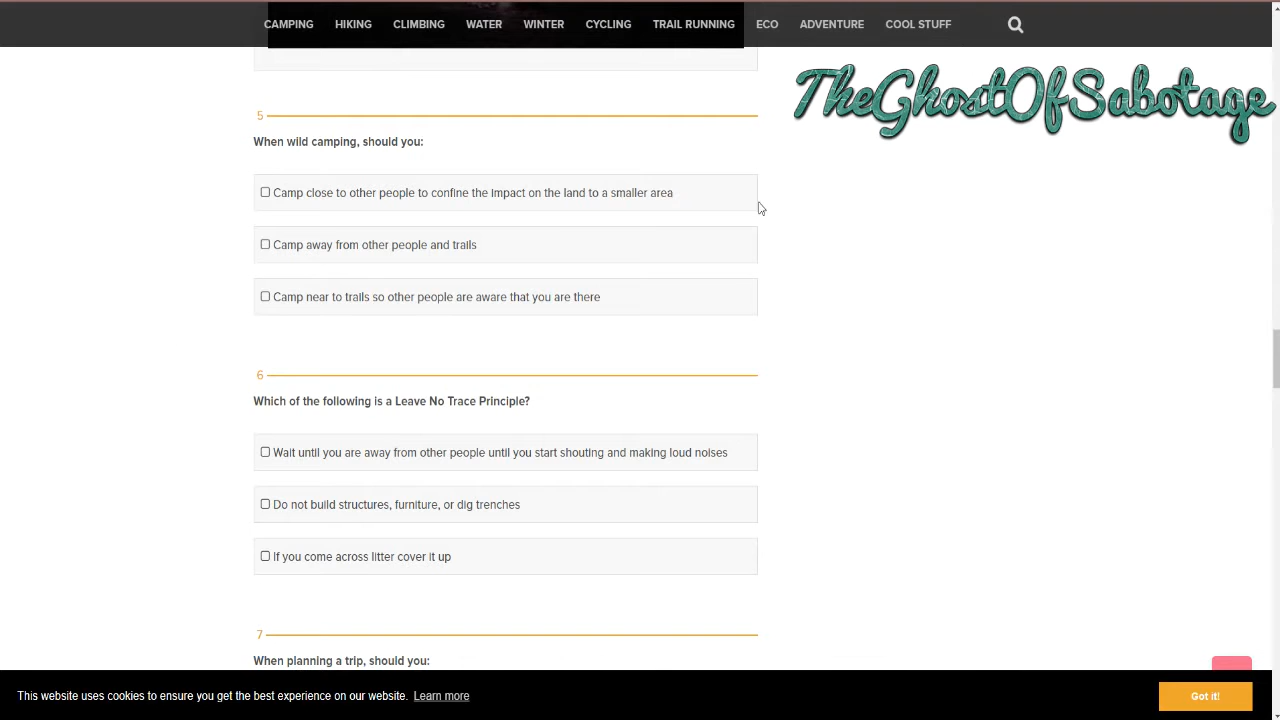 CAMPING HIKING CLIMBING WATER WINTER CYCLING TRAIL RUNNING ECO ADVENTURE COOL STUFF
TheGhostOfSabotage
5
When wild camping, should you:
Camp close to other people to confine the impact on the land to a smaller area
Camp away from other people and trails
Camp near to trails so other people are aware that you are there
6
Which of the following is a Leave No Trace Principle?
Wait until you are away from other people until you start shouting and making loud noises
Do not build structures, furniture, or dig trenches
If you come across litter cover it up
7
When planning a trip, should you:
This website uses cookies to ensure you get the best experience on our website. Learn more
Got it!